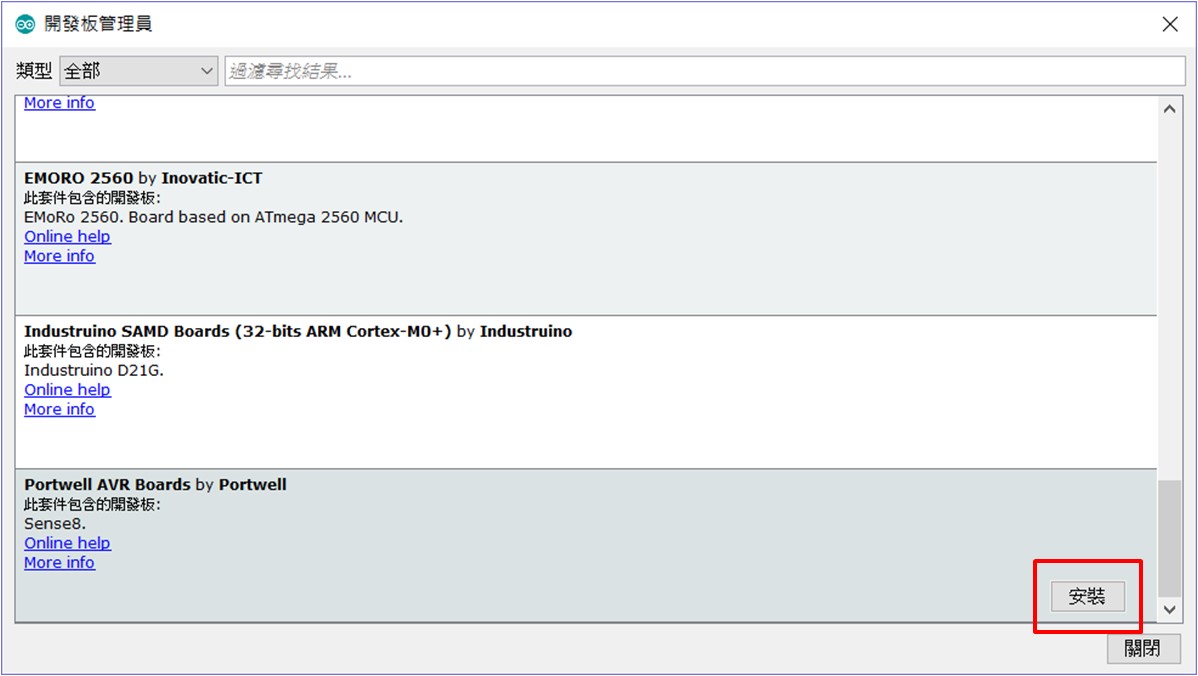 開發板管理員
類型 全部 過濾尋找結果...
More info
EMORO 2560 by Inovatic-ICT
此套件包含的開發板:
EMoRo 2560. Board based on ATmega 2560 MCU.
Online help
More info
Industruino SAMD Boards (32-bits ARM Cortex-M0+) by Industruino
此套件包含的開發板:
Industruino D21G.
Online help
More info
Portwell AVR Boards by Portwell
此套件包含的開發板:
Sense8.
Online help
More info
安裝
關閉